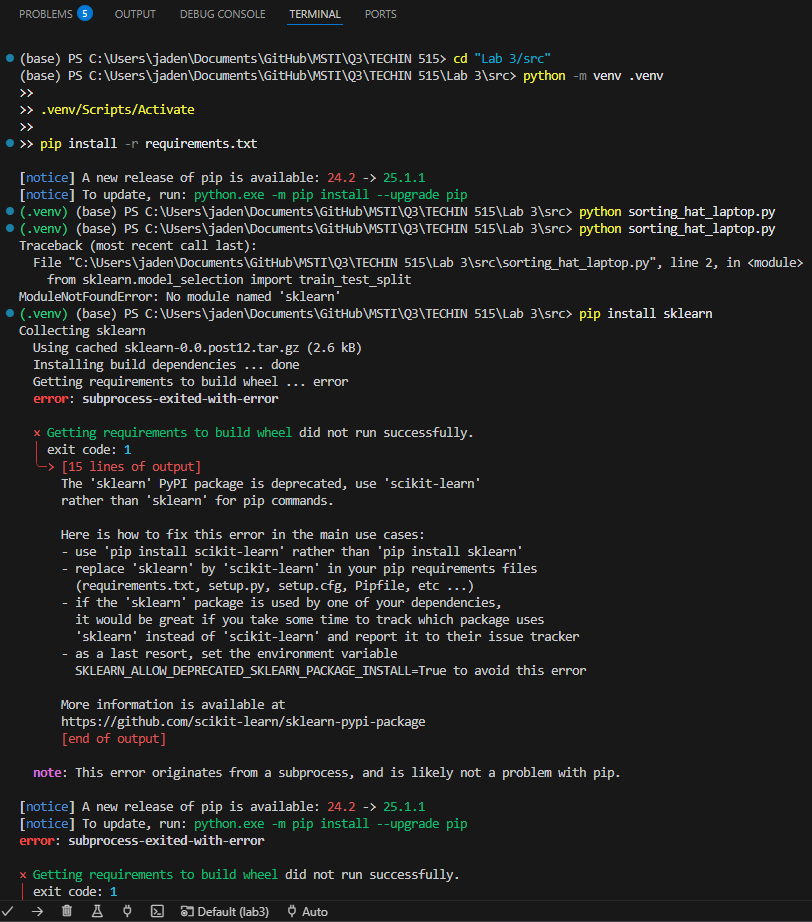 PROBLEMS 5 OUTPUT DEBUG CONSOLE TERMINAL PORTS
(base) PS C:\Users\jaden\Documents\GitHub\MSTI\Q3\TECHIN 515> cd "Lab 3/src"
(base) PS C:\Users\jaden\Documents\GitHub\MSTI\Q3\TECHIN 515\Lab 3\src> python -m venv .venv
>>
>> .venv/Scripts/Activate
>>
>> pip install -r requirements.txt
[notice] A new release of pip is available: 24.2 -> 25.1.1
[notice] To update, run: python.exe -m pip install --upgrade pip
(.venv) (base) PS C:\Users\jaden\Documents\GitHub\MSTI\Q3\TECHIN 515\Lab 3\src> python sorting_hat_laptop.py
(.venv) (base) PS C:\Users\jaden\Documents\GitHub\MSTI\Q3\TECHIN 515\Lab 3\src> python sorting_hat_laptop.py
Traceback (most recent call last):
  File "C:\Users\jaden\Documents\GitHub\MSTI\Q3\TECHIN 515\Lab 3\src\sorting_hat_laptop.py", line 2, in <module>
    from sklearn.model_selection import train_test_split
ModuleNotFoundError: No module named 'sklearn'
(.venv) (base) PS C:\Users\jaden\Documents\GitHub\MSTI\Q3\TECHIN 515\Lab 3\src> pip install sklearn
Collecting sklearn
  Using cached sklearn-0.0.post12.tar.gz (2.6 kB)
  Installing build dependencies ... done
  Getting requirements to build wheel ... error
  error: subprocess-exited-with-error
  × Getting requirements to build wheel did not run successfully.
  │ exit code: 1
  ╰─> [15 lines of output]
      The 'sklearn' PyPI package is deprecated, use 'scikit-learn'
      rather than 'sklearn' for pip commands.
      Here is how to fix this error in the main use cases:
      - use 'pip install scikit-learn' rather than 'pip install sklearn'
      - replace 'sklearn' by 'scikit-learn' in your pip requirements files
        (requirements.txt, setup.py, setup.cfg, Pipfile, etc ...)
      - if the 'sklearn' package is used by one of your dependencies,
        it would be great if you take some time to track which package uses
        'sklearn' instead of 'scikit-learn' and report it to their issue tracker
      - as a last resort, set the environment variable
        SKLEARN_ALLOW_DEPRECATED_SKLEARN_PACKAGE_INSTALL=True to avoid this error
      More information is available at
      https://github.com/scikit-learn/sklearn-pypi-package
      [end of output]
  note: This error originates from a subprocess, and is likely not a problem with pip.
[notice] A new release of pip is available: 24.2 -> 25.1.1
[notice] To update, run: python.exe -m pip install --upgrade pip
error: subprocess-exited-with-error
× Getting requirements to build wheel did not run successfully.
│ exit code: 1
Default (lab3) Auto